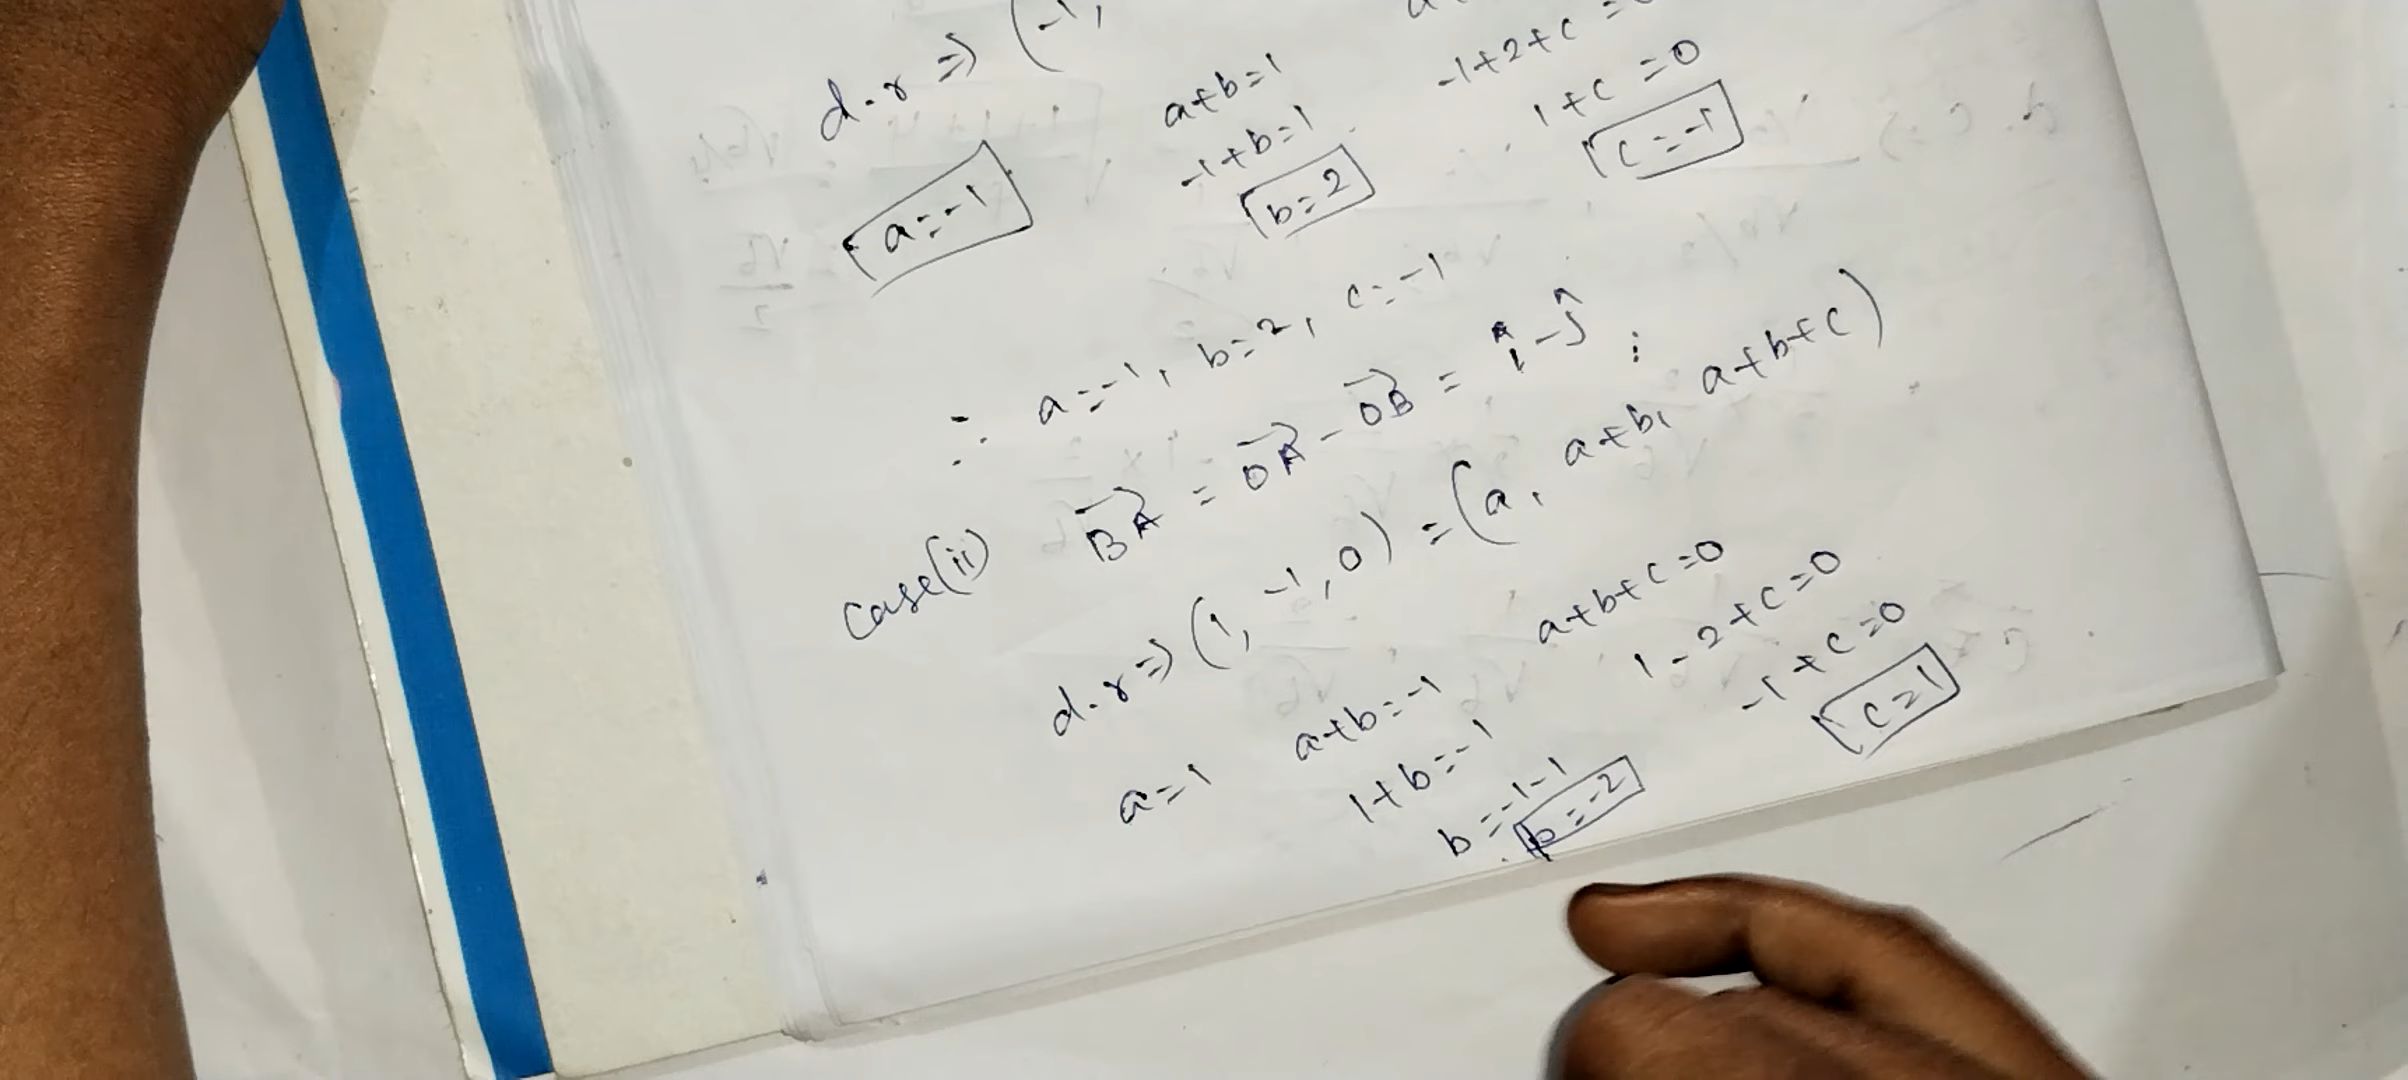 d.r ⇒ (-1,
a+b=1
-1+2+c =
-1+b=1
1+c=0
a=-1
b=2
c=-1
∴ a=-1, b=2, c=-1
case(ii) BA = OA - OB = î - ĵ ;
d.r ⇒ (1, -1, 0) = (a, a+b, a+b+c)
a=1 a+b=-1 a+b+c=0
1+b=-1 1-2+c=0
b=-1-1 -1+c=0
b=-2 c=1